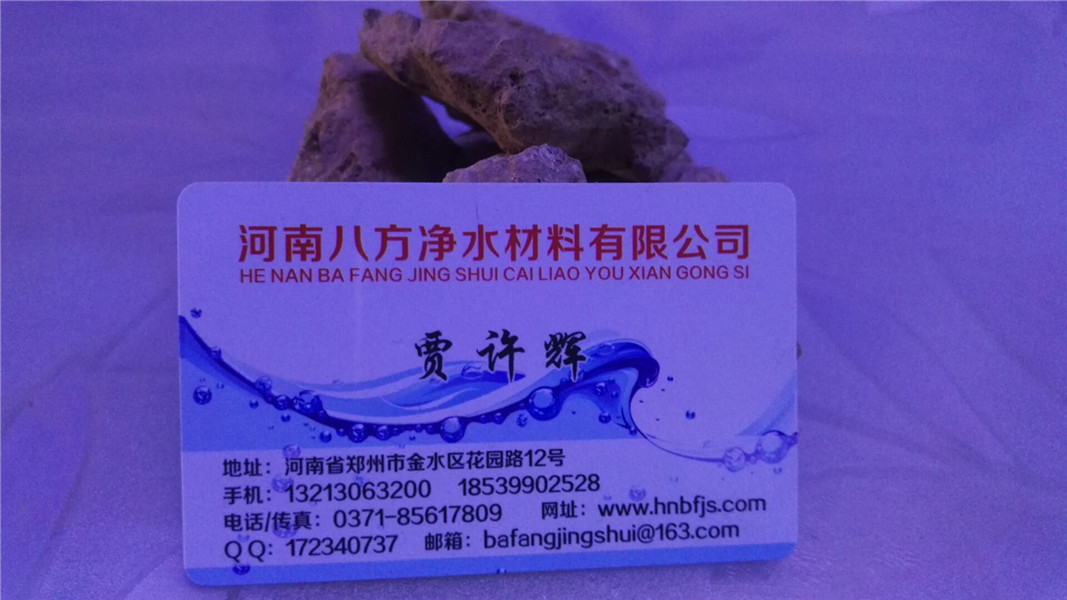 河南八方净水材料有限公司
HE NAN BA FANG JING SHUI CAI LIAO YOU XIAN GONG SI
贾许辉
地址：河南省郑州市金水区花园路12号
手机：13213063200 18539902528
电话/传真：0371-85617809 网址：www.hnbfjs.com
QQ：172340737 邮箱：bafangjingshui@163.com